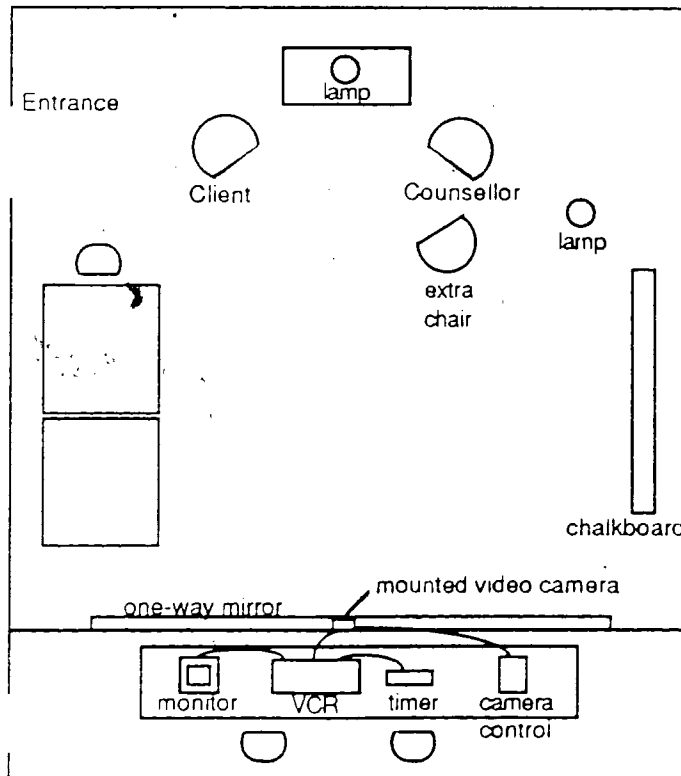 lamp
Entrance
Client
Counsellor
lamp
extra
chair
chalkboard
mounted video camera
one-way mirror
monitor
VCR
timer
camera
control